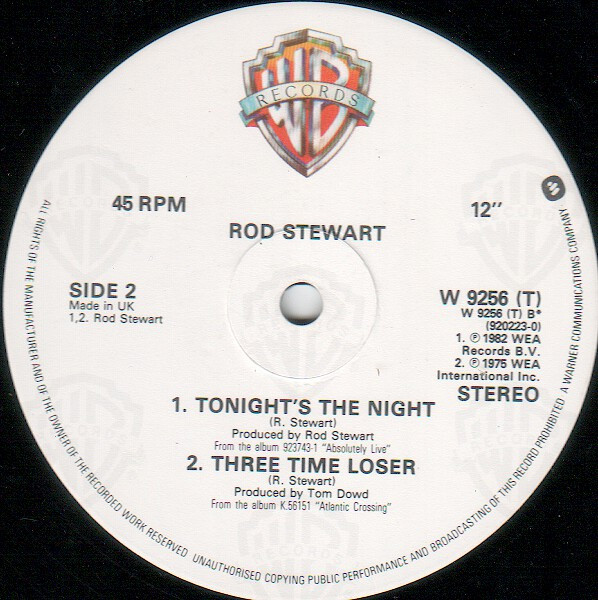 WB
RECORDS
45 RPM
12"
ROD STEWART
SIDE 2
Made in UK
1,2. Rod Stewart
W 9256 (T)
W 9256 (T) B*
(920223-0)
1. ℗ 1982 WEA
Records B.V.
2. ℗ 1975 WEA
International Inc.
STEREO
1. TONIGHT'S THE NIGHT
(R. Stewart)
Produced by Rod Stewart
From the album 923743-1 "Absolutely Live"
2. THREE TIME LOSER
(R. Stewart)
Produced by Tom Dowd
From the album K.56151 "Atlantic Crossing"
ALL RIGHTS OF THE MANUFACTURER AND OF THE OWNER OF THE RECORDED WORK RESERVED. UNAUTHORISED COPYING PUBLIC PERFORMANCE AND BROADCASTING OF THIS RECORD PROHIBITED A WARNER COMMUNICATIONS COMPANY